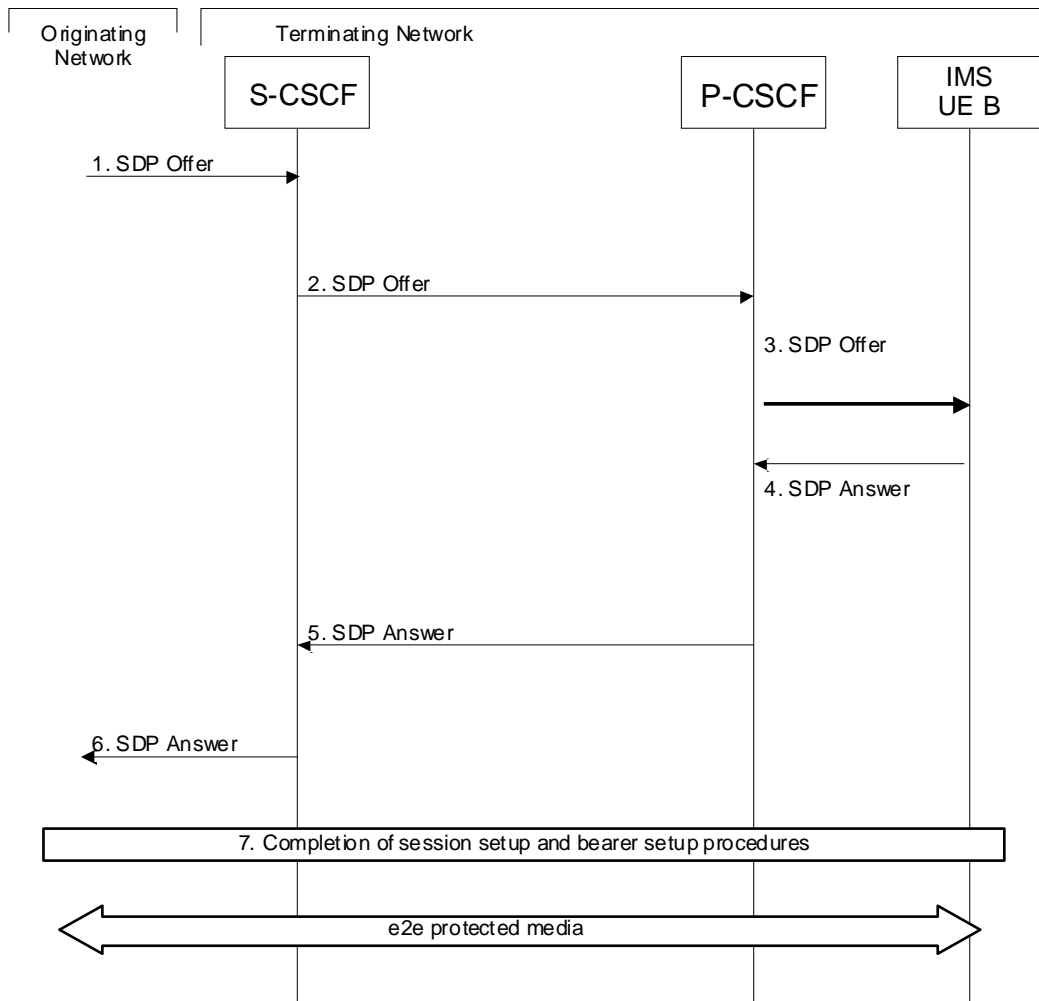 Originating
Network
Terminating Network
S-CSCF
P-CSCF
IMS
UE B
1. SDP Offer
2. SDP Offer
3. SDP Offer
4. SDP Answer
5. SDP Answer
6. SDP Answer
7. Completion of session setup and bearer setup procedures
e2e protected media